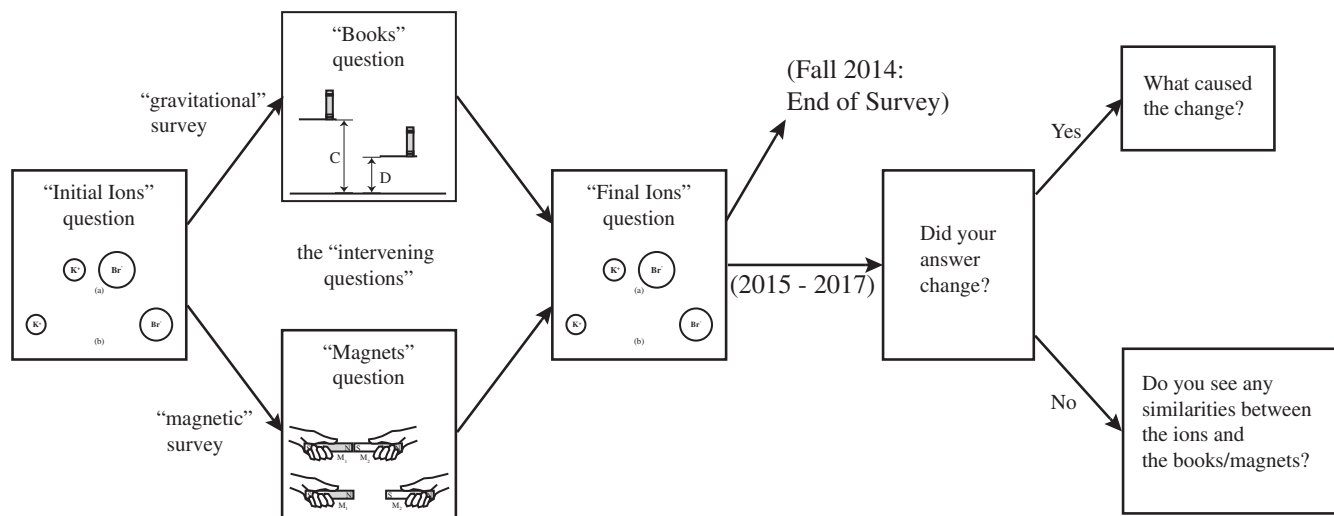 “Initial Ions”
question
K⁺
Br⁻
(a)
K⁺
Br⁻
(b)
“gravitational”
survey
“magnetic”
survey
“Books”
question
C
D
the “intervening
questions”
“Magnets”
question
N S
M₁ M₂
N S
M₁ M₂
“Final Ions”
question
K⁺
Br⁻
(a)
K⁺
Br⁻
(b)
(Fall 2014:
End of Survey)
(2015 - 2017)
Did your
answer
change?
Yes
No
What caused
the change?
Do you see any
similarities between
the ions and
the books/magnets?